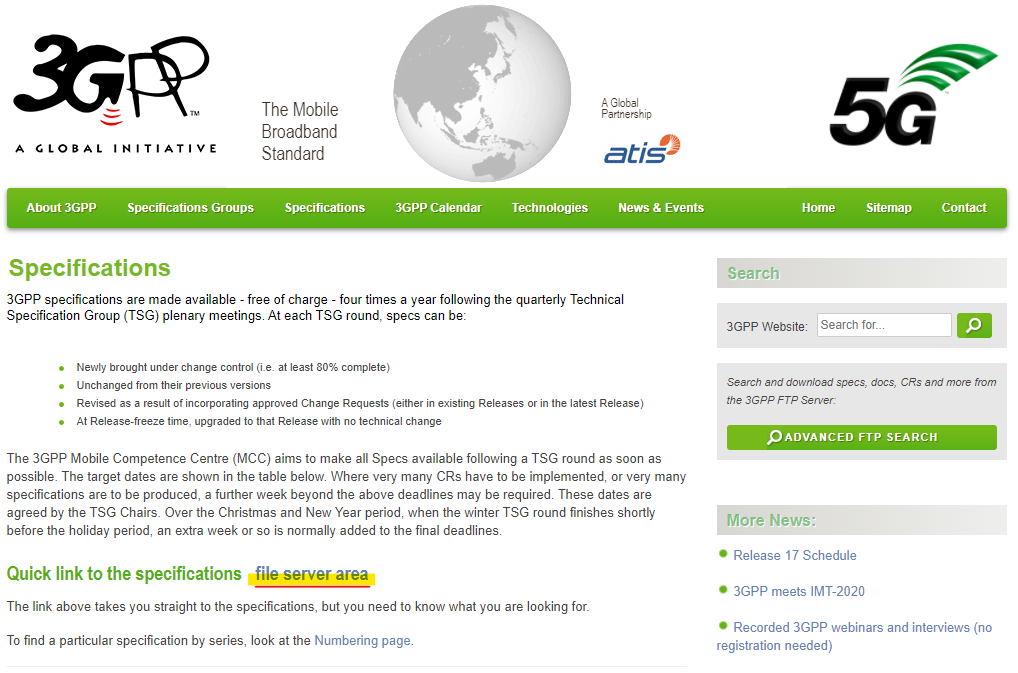 3GPP™
A GLOBAL INITIATIVE
The Mobile
Broadband
Standard
A Global
Partnership
atis
5G
About 3GPP Specifications Groups Specifications 3GPP Calendar Technologies News & Events Home Sitemap Contact
Specifications
3GPP specifications are made available - free of charge - four times a year following the quarterly Technical
Specification Group (TSG) plenary meetings. At each TSG round, specs can be:
Newly brought under change control (i.e. at least 80% complete)
Unchanged from their previous versions
Revised as a result of incorporating approved Change Requests (either in existing Releases or in the latest Release)
At Release-freeze time, upgraded to that Release with no technical change
The 3GPP Mobile Competence Centre (MCC) aims to make all Specs available following a TSG round as soon as
possible. The target dates are shown in the table below. Where very many CRs have to be implemented, or very many
specifications are to be produced, a further week beyond the above deadlines may be required. These dates are
agreed by the TSG Chairs. Over the Christmas and New Year period, when the winter TSG round finishes shortly
before the holiday period, an extra week or so is normally added to the final deadlines.
Quick link to the specifications file server area
The link above takes you straight to the specifications, but you need to know what you are looking for.
To find a particular specification by series, look at the Numbering page.
Search
3GPP Website: Search for...
Search and download specs, docs, CRs and more from
the 3GPP FTP Server:
ADVANCED FTP SEARCH
More News:
Release 17 Schedule
3GPP meets IMT-2020
Recorded 3GPP webinars and interviews (no
registration needed)